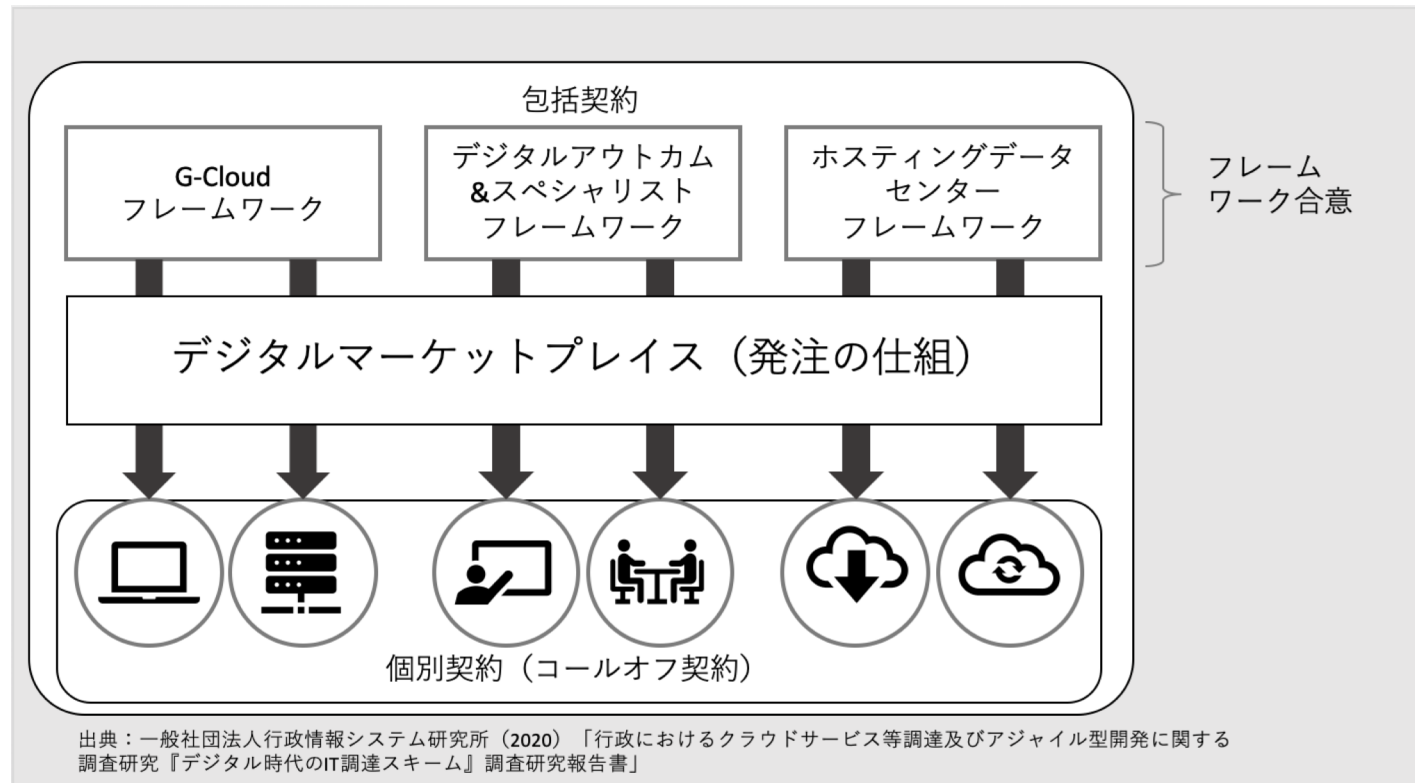 包括契約
G-Cloud
フレームワーク
デジタルアウトカム
&スペシャリスト
フレームワーク
ホスティングデータ
センター
フレームワーク
フレーム
ワーク合意
デジタルマーケットプレイス（発注の仕組）
個別契約（コールオフ契約）
出典：一般社団法人行政情報システム研究所（2020）「行政におけるクラウドサービス等調達及びアジャイル型開発に関する
調査研究『デジタル時代のIT調達スキーム』調査研究報告書」